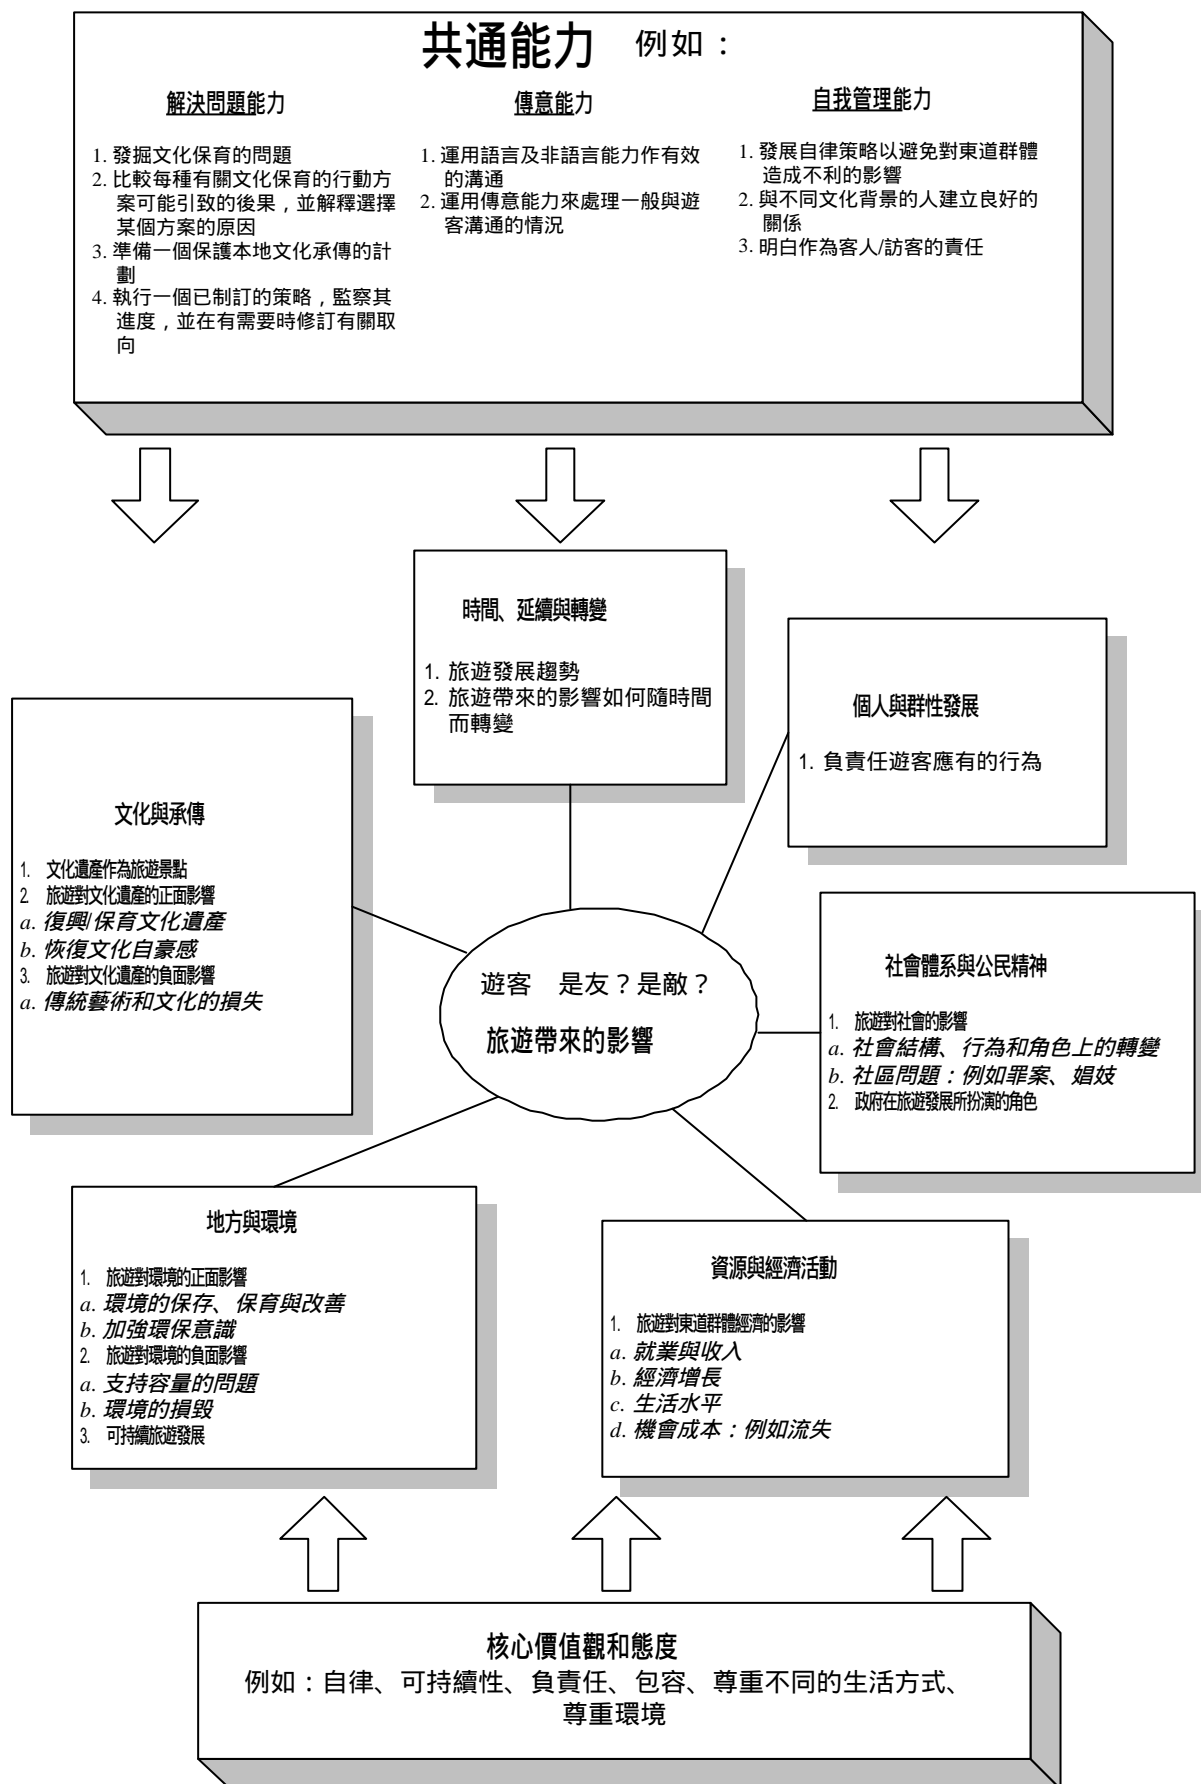 共通能力 例如：
解決問題能力
1. 發掘文化保育的問題
2. 比較每種有關文化保育的行動方
案可能引致的後果，並解釋選擇
某個方案的原因
3. 準備一個保護本地文化承傳的計
劃
4. 執行一個已制訂的策略，監察其
進度，並在有需要時修訂有關取
向
傳意能力
1. 運用語言及非語言能力作有效
的溝通
2. 運用傳意能力來處理一般與遊
客溝通的情況
自我管理能力
1. 發展自律策略以避免對東道群體
造成不利的影響
2. 與不同文化背景的人建立良好的
關係
3. 明白作為客人/訪客的責任
時間、延續與轉變
1. 旅遊發展趨勢
2. 旅遊帶來的影響如何隨時間
而轉變
個人與群性發展
1. 負責任遊客應有的行為
文化與承傳
1. 文化遺產作為旅遊景點
2. 旅遊對文化遺產的正面影響
a. 復興/保育文化遺產
b. 恢復文化自豪感
3. 旅遊對文化遺產的負面影響
a. 傳統藝術和文化的損失
遊客 是友？是敵？
旅遊帶來的影響
社會體系與公民精神
1. 旅遊對社會的影響
a. 社會結構、行為和角色上的轉變
b. 社區問題：例如罪案、娼妓
2. 政府在旅遊發展所扮演的角色
地方與環境
1. 旅遊對環境的正面影響
a. 環境的保存、保育與改善
b. 加強環保意識
2. 旅遊對環境的負面影響
a. 支持容量的問題
b. 環境的損毀
3. 可持續旅遊發展
資源與經濟活動
1. 旅遊對東道群體經濟的影響
a. 就業與收入
b. 經濟增長
c. 生活水平
d. 機會成本：例如流失
核心價值觀和態度
例如：自律、可持續性、負責任、包容、尊重不同的生活方式、
尊重環境